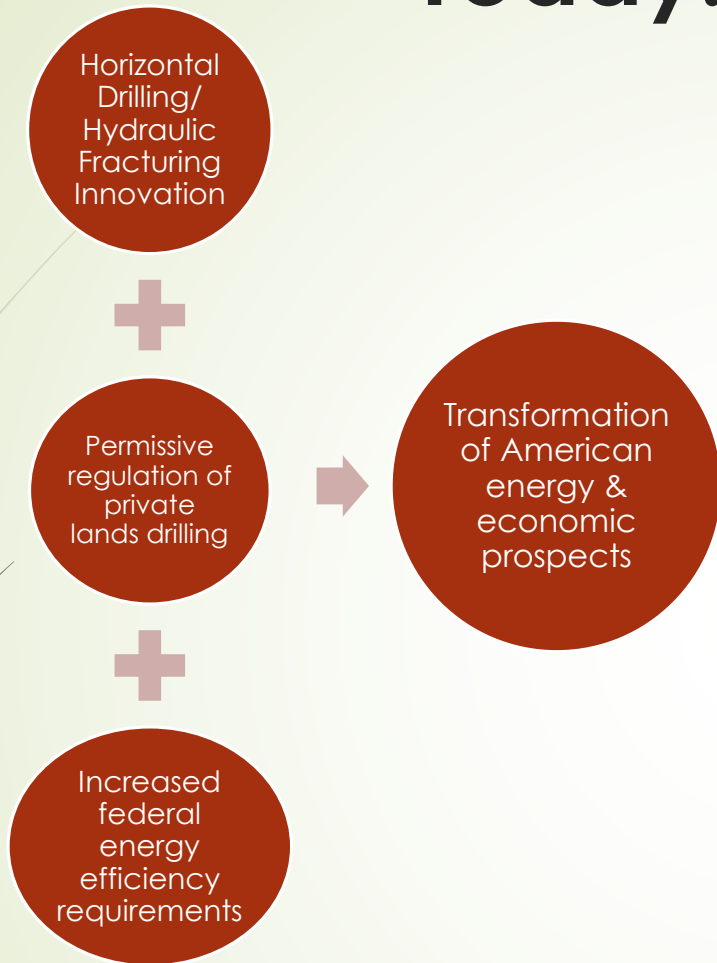 Today:
Horizontal
Drilling/
Hydraulic
Fracturing
Innovation
Permissive
regulation of
private
lands drilling
Increased
federal
energy
efficiency
requirements
Transformation
of American
energy &
economic
prospects